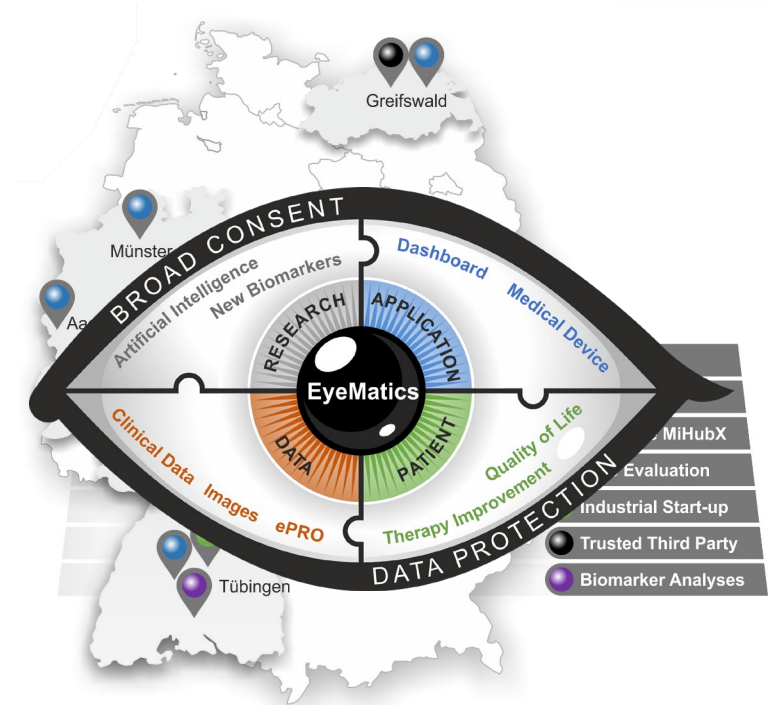 Greifswald
Münster
BROAD CONSENT
Artificial Intelligence
New Biomarkers
Dashboard
Medical Device
RESEARCH
APPLICATION
EyeMatics
DATA
PATIENT
Clinical Data
Images
ePRO
Quality of Life
Therapy Improvement
DATA PROTECTION
MiHubX
Evaluation
Industrial Start-up
Trusted Third Party
Biomarker Analyses
Tübingen